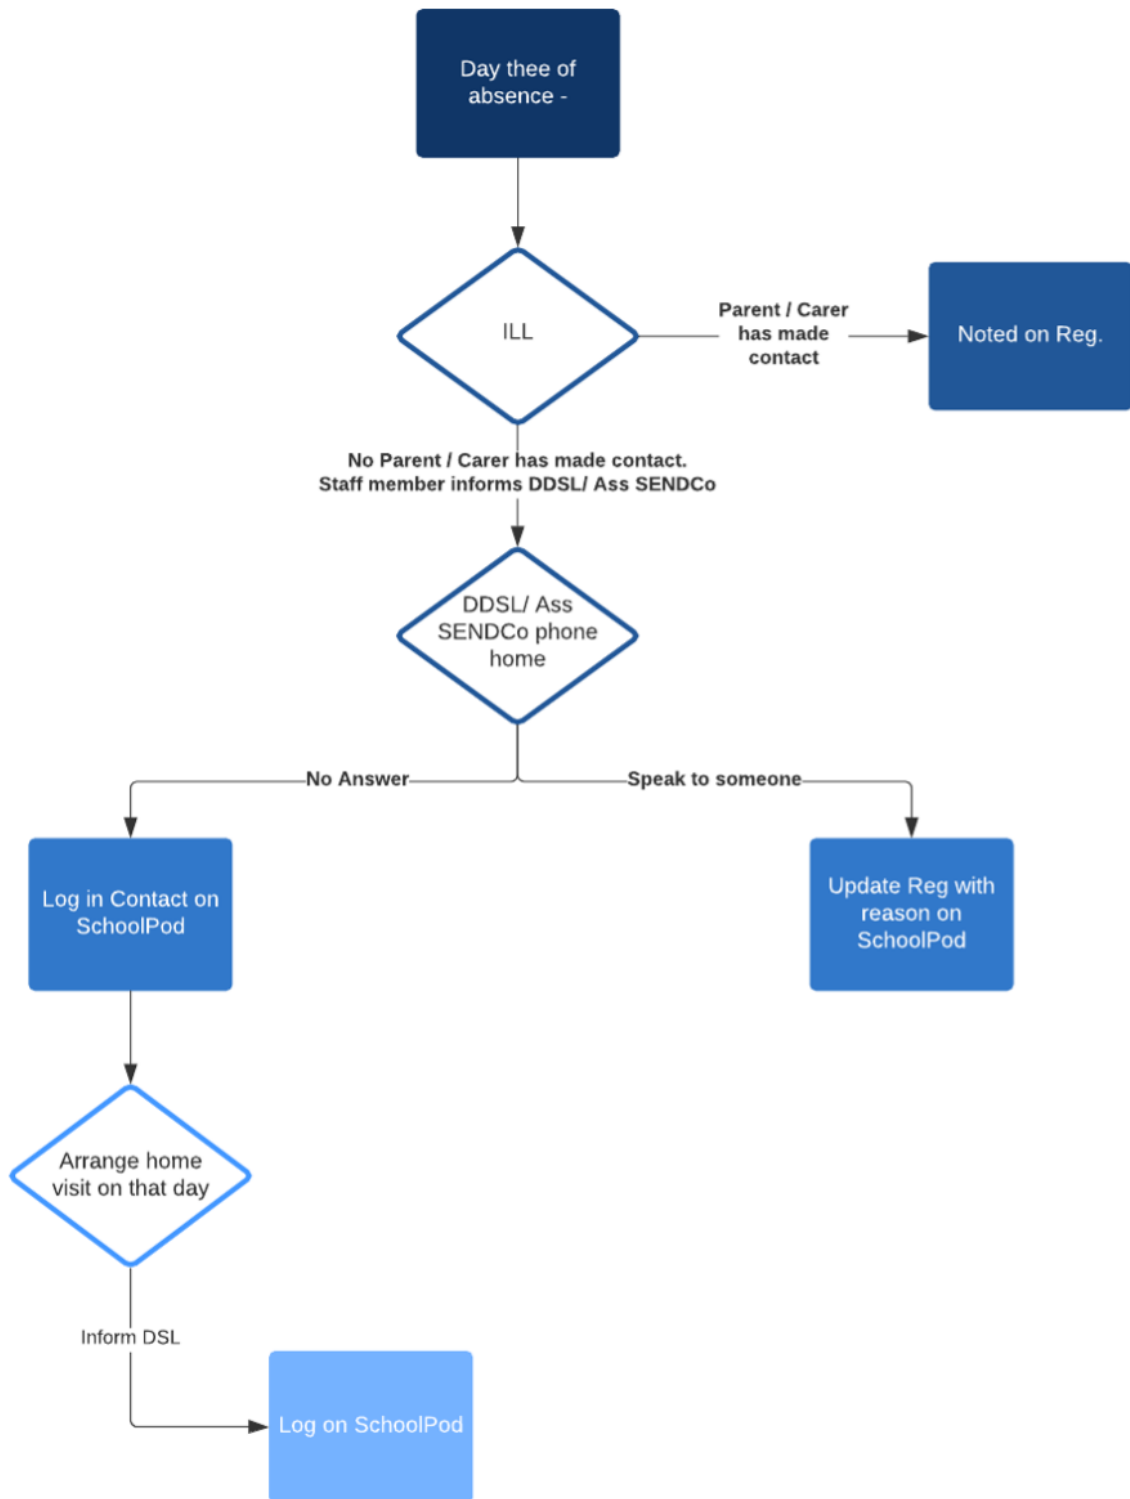 Day thee of
absence -
ILL
Parent / Carer
has made
contact
Noted on Reg.
No Parent / Carer has made contact.
Staff member informs DDSL/ Ass SENDCo
DDSL/ Ass
SENDCo phone
home
No Answer
Speak to someone
Log in Contact on
SchoolPod
Update Reg with
reason on
SchoolPod
Arrange home
visit on that day
Inform DSL
Log on SchoolPod